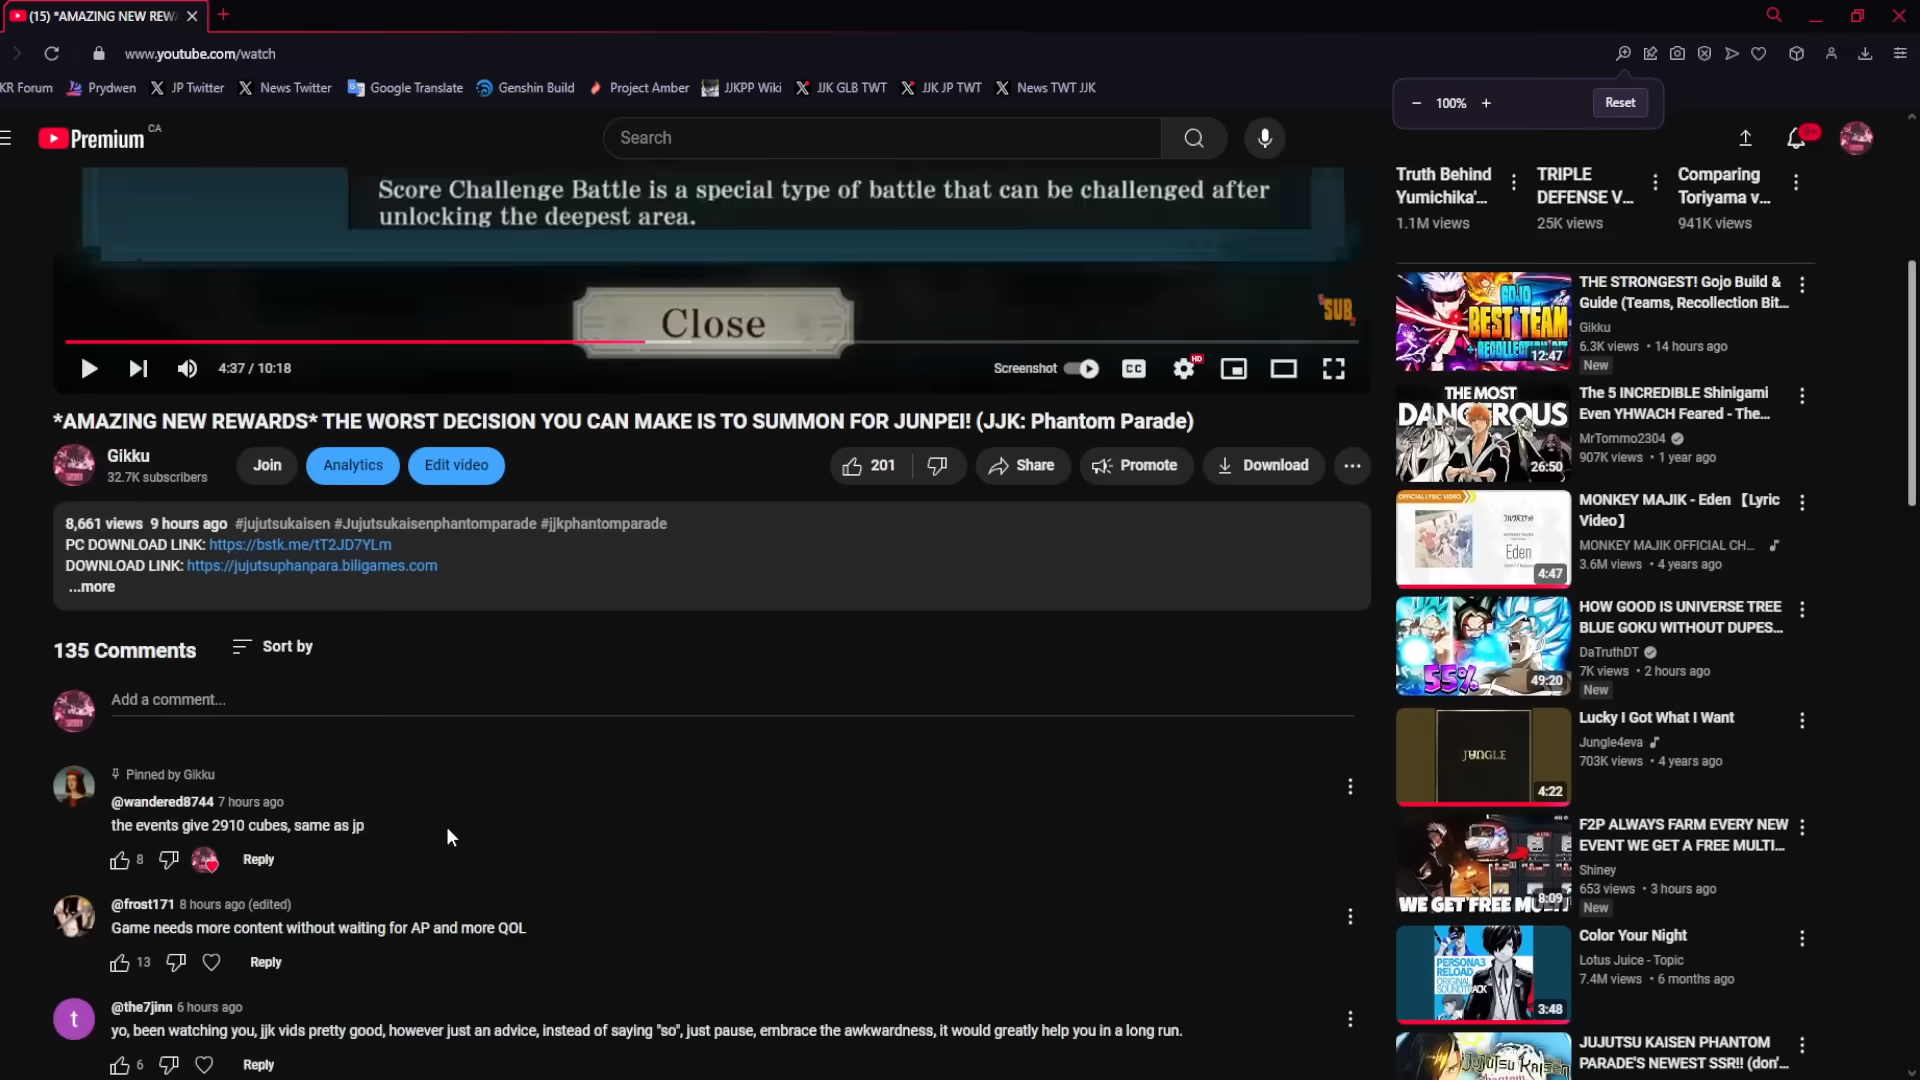 (15) *AMAZING NEW REW
www.youtube.com/watch
KR Forum Prydwen JP Twitter News Twitter Google Translate Genshin Build Project Amber JJKPP Wiki JJK GLB TWT JJK JP TWT News TWT JJK
100% Reset
Premium CA
Search
9+
Score Challenge Battle is a special type of battle that can be challenged after
unlocking the deepest area.
Close
SUB
4:37 / 10:18
Screenshot
CC
HD
*AMAZING NEW REWARDS* THE WORST DECISION YOU CAN MAKE IS TO SUMMON FOR JUNPEI! (JJK: Phantom Parade)
Gikku
32.7K subscribers
Join
Analytics
Edit video
201
Share
Promote
Download
8,661 views 9 hours ago #jujutsukaisen #Jujutsukaisenphantomparade #jjkphantomparade
PC DOWNLOAD LINK: https://bstk.me/tT2JD7YLm
DOWNLOAD LINK: https://jujutsuphanpara.biligames.com
...more
135 Comments
Sort by
Add a comment...
Pinned by Gikku
@wandered8744 7 hours ago
the events give 2910 cubes, same as jp
8
Reply
@frost171 8 hours ago (edited)
Game needs more content without waiting for AP and more QOL
13
Reply
t
@the7jinn 6 hours ago
yo, been watching you, jjk vids pretty good, however just an advice, instead of saying "so", just pause, embrace the awkwardness, it would greatly help you in a long run.
6
Reply
Truth Behind
Yumichika'...
1.1M views
TRIPLE
DEFENSE V...
25K views
Comparing
Toriyama v...
941K views
GOJO
BEST TEAM
+RECOLLECTION BIT
12:47
THE STRONGEST! Gojo Build &
Guide (Teams, Recollection Bit...
Gikku
6.3K views • 14 hours ago
New
THE MOST
DANGEROUS
26:50
The 5 INCREDIBLE Shinigami
Even YHWACH Feared - The...
MrTommo2304
907K views • 1 year ago
OFFICIAL LYRIC VIDEO
Eden
4:47
MONKEY MAJIK - Eden 【Lyric
Video】
MONKEY MAJIK OFFICIAL CH...
3.6M views • 4 years ago
55%
49:20
HOW GOOD IS UNIVERSE TREE
BLUE GOKU WITHOUT DUPES...
DaTruthDT
7K views • 2 hours ago
New
JUNGLE
4:22
Lucky I Got What I Want
Jungle4eva
703K views • 4 years ago
WE GET FREE MULTI
8:09
F2P ALWAYS FARM EVERY NEW
EVENT WE GET A FREE MULTI...
Shiney
653 views • 3 hours ago
New
PERSONA3
RELOAD
ORIGINAL
SOUNDTRACK
3:48
Color Your Night
Lotus Juice - Topic
7.4M views • 6 months ago
JUJUTSU KAISEN
Phantom
JUJUTSU KAISEN PHANTOM
PARADE'S NEWEST SSR!! (don'...